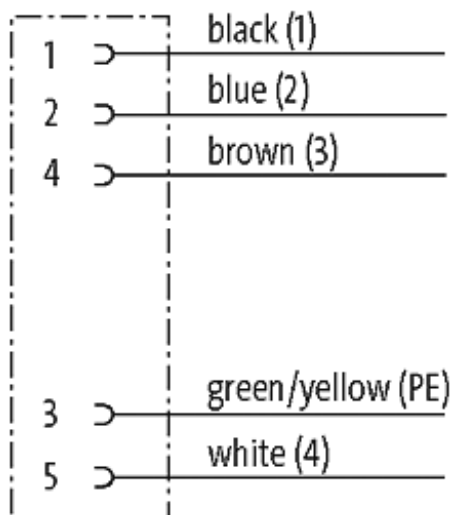 1 black (1)
2 blue (2)
4 brown (3)
3 green/yellow (PE)
5 white (4)